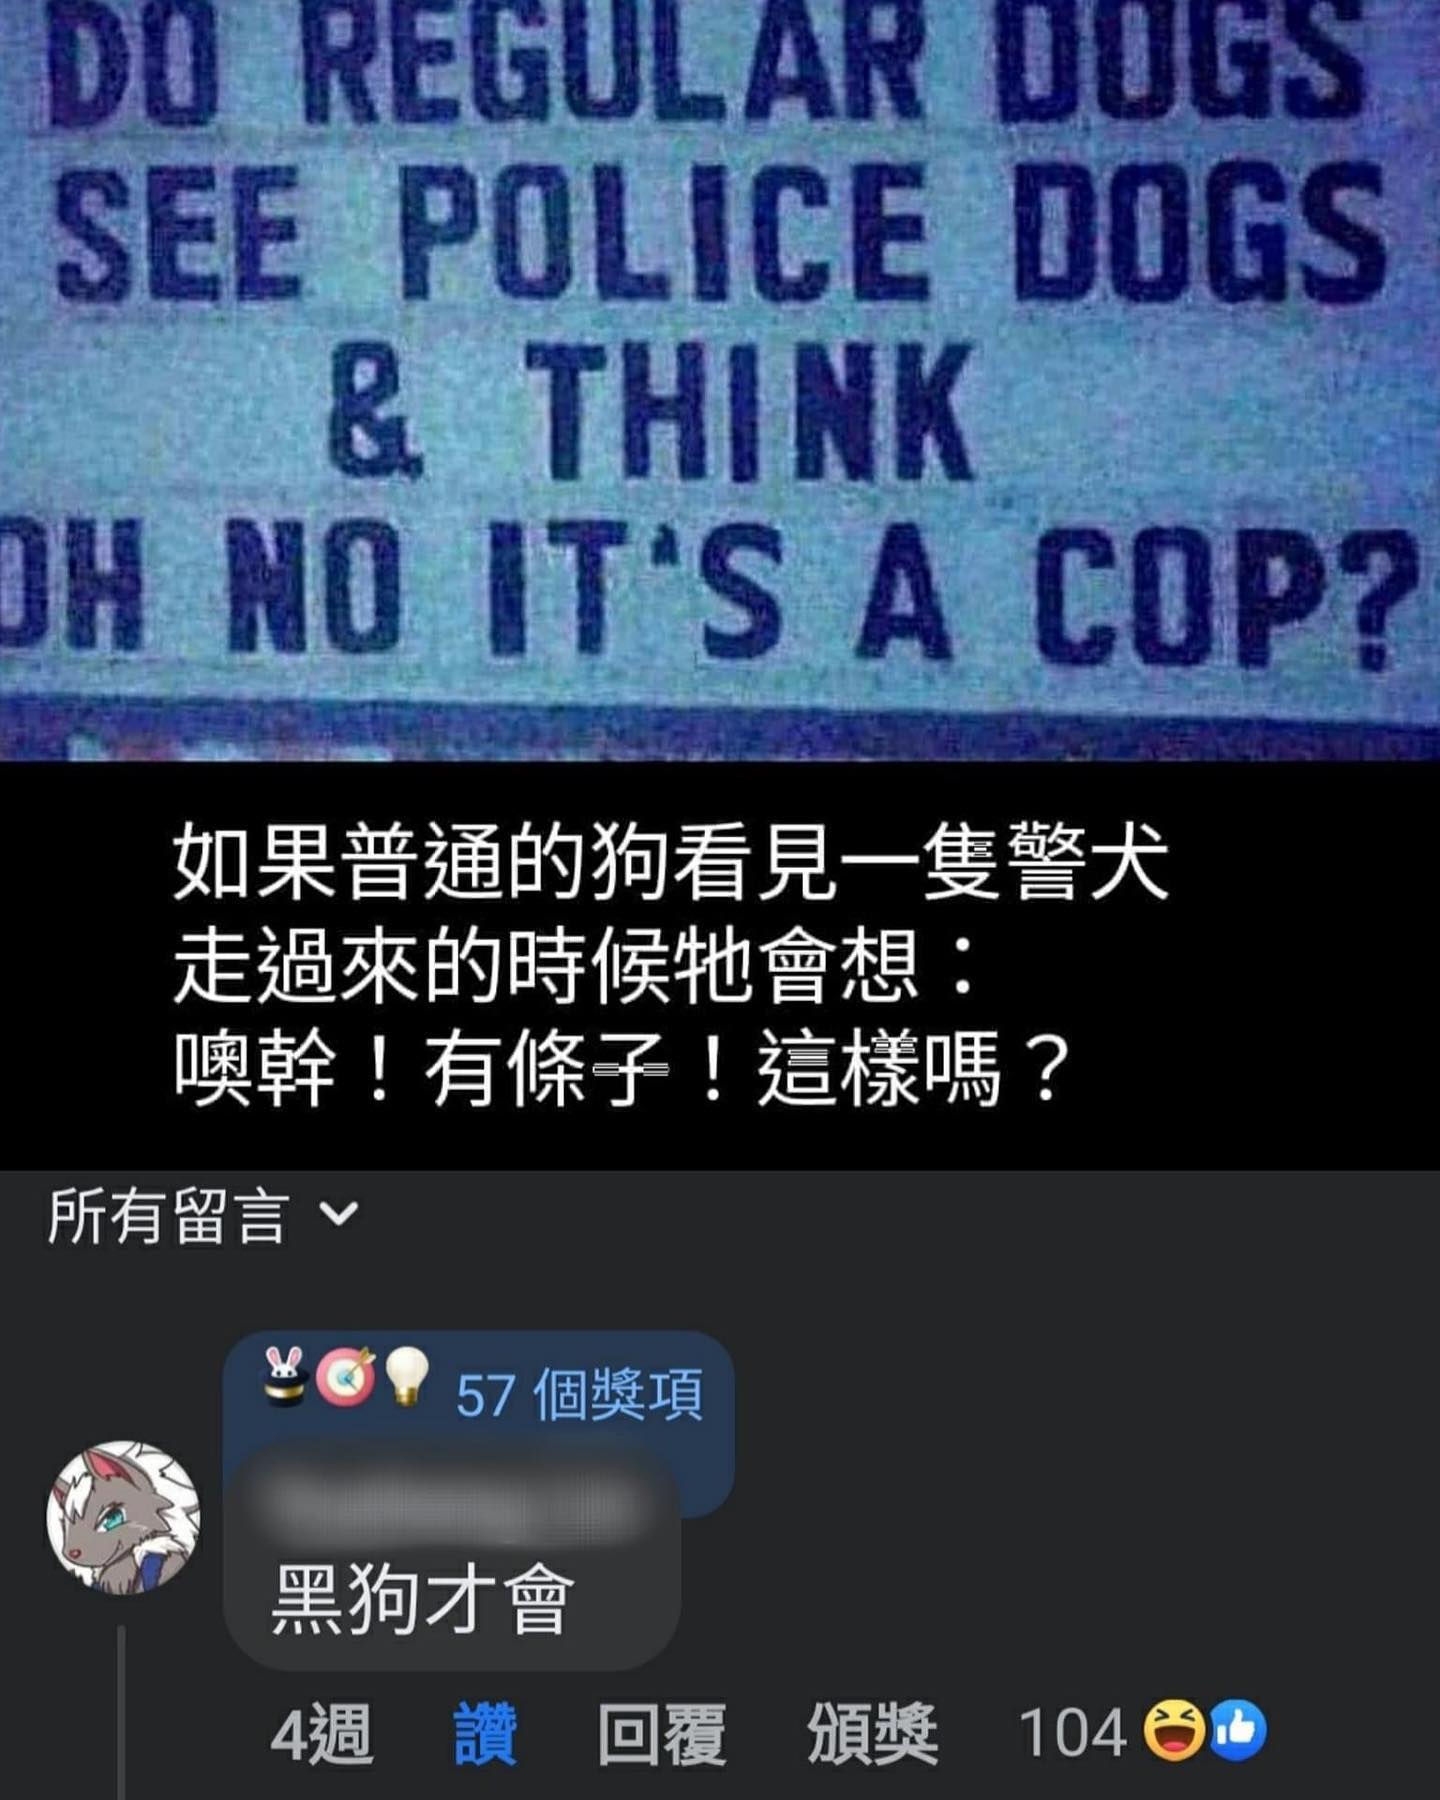 DO REGULAR DOGS
SEE POLICE DOGS
& THINK
OH NO IT'S A COP?
如果普通的狗看見一隻警犬
走過來的時候牠會想：
噢幹！有條子！這樣嗎？
所有留言
57 個獎項
黑狗才會
4週 讚 回覆 頒獎 104